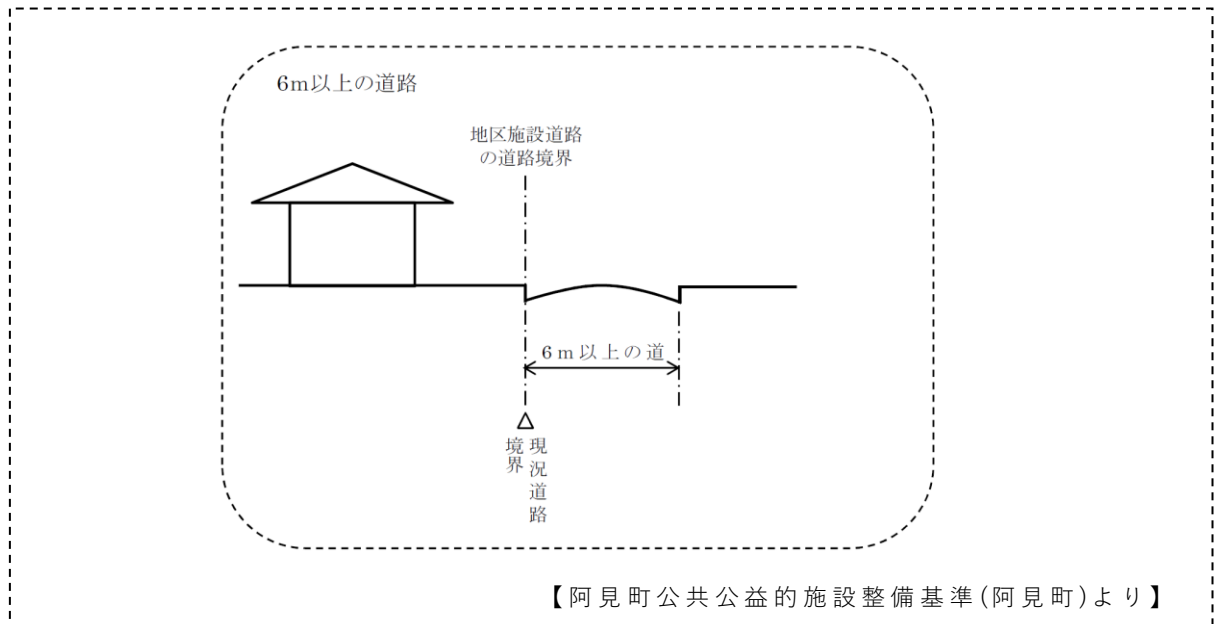 6m以上の道路
地区施設道路
の道路境界
6m以上の道
現況道路
境界
【阿見町公共公益的施設整備基準(阿見町)より】